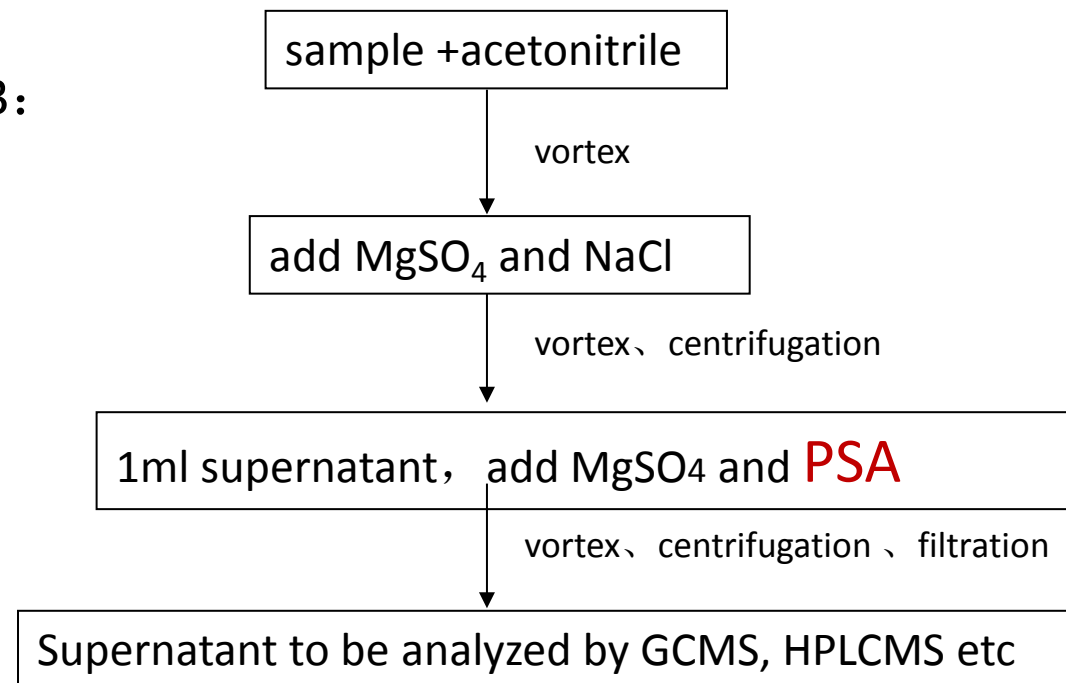 sample +acetonitrile
3：
vortex
add MgSO₄ and NaCl
vortex、centrifugation
1ml supernatant， add MgSO4 and PSA
vortex、centrifugation 、filtration
Supernatant to be analyzed by GCMS, HPLCMS etc